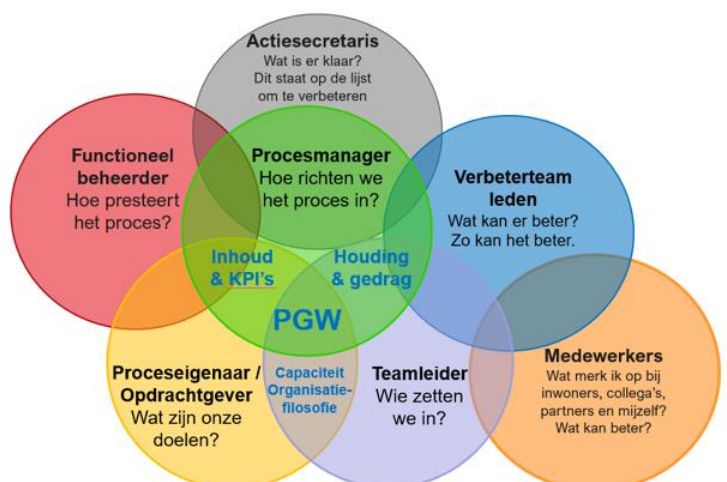 Actiesecretaris
Wat is er klaar?
Dit staat op de lijst
om te verbeteren
Functioneel
beheerder
Hoe presteert
het proces?
Procesmanager
Hoe richten we
het proces in?
Verbeterteam
leden
Wat kan er beter?
Zo kan het beter.
Inhoud
& KPI's
Houding
& gedrag
PGW
Proceseigenaar /
Opdrachtgever
Wat zijn onze
doelen?
Capaciteit
Organisatie-
filosofie
Teamleider
Wie zetten
we in?
Medewerkers
Wat merk ik op bij
inwoners, collega's,
partners en mijzelf?
Wat kan beter?